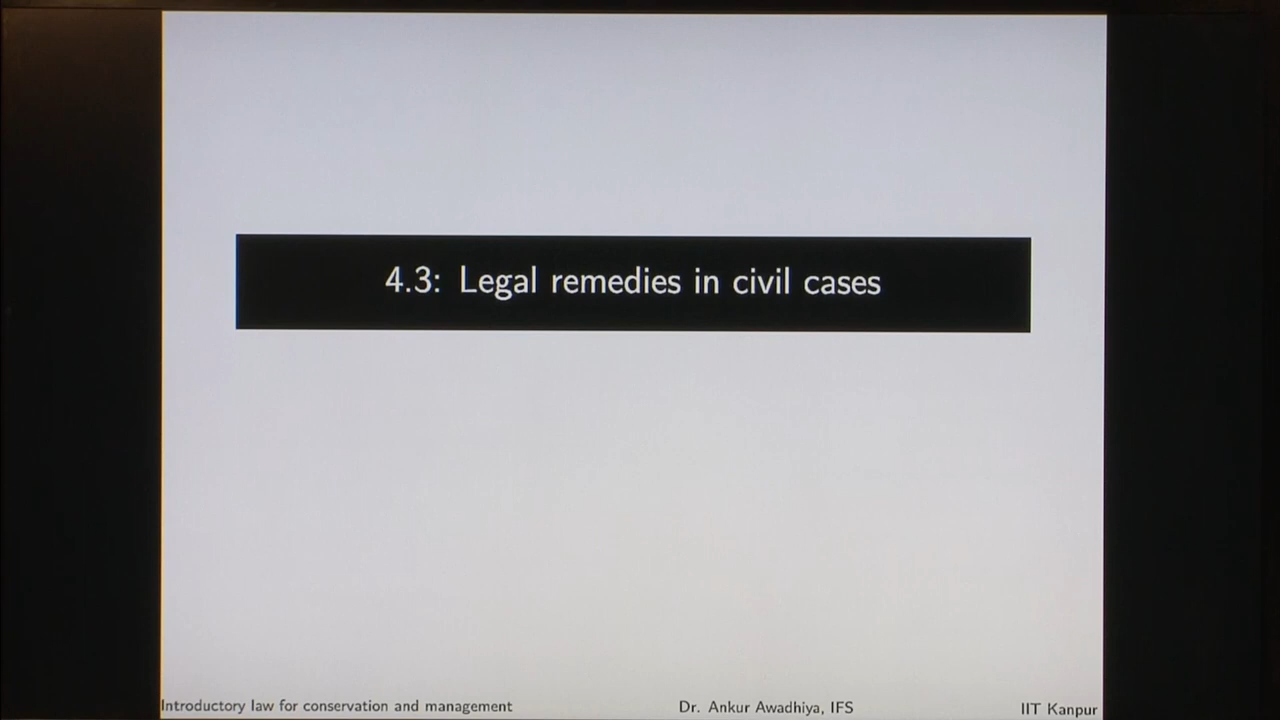 4.3: Legal remedies in civil cases
Introductory law for conservation and management Dr. Ankur Awadhiya, IFS IIT Kanpur